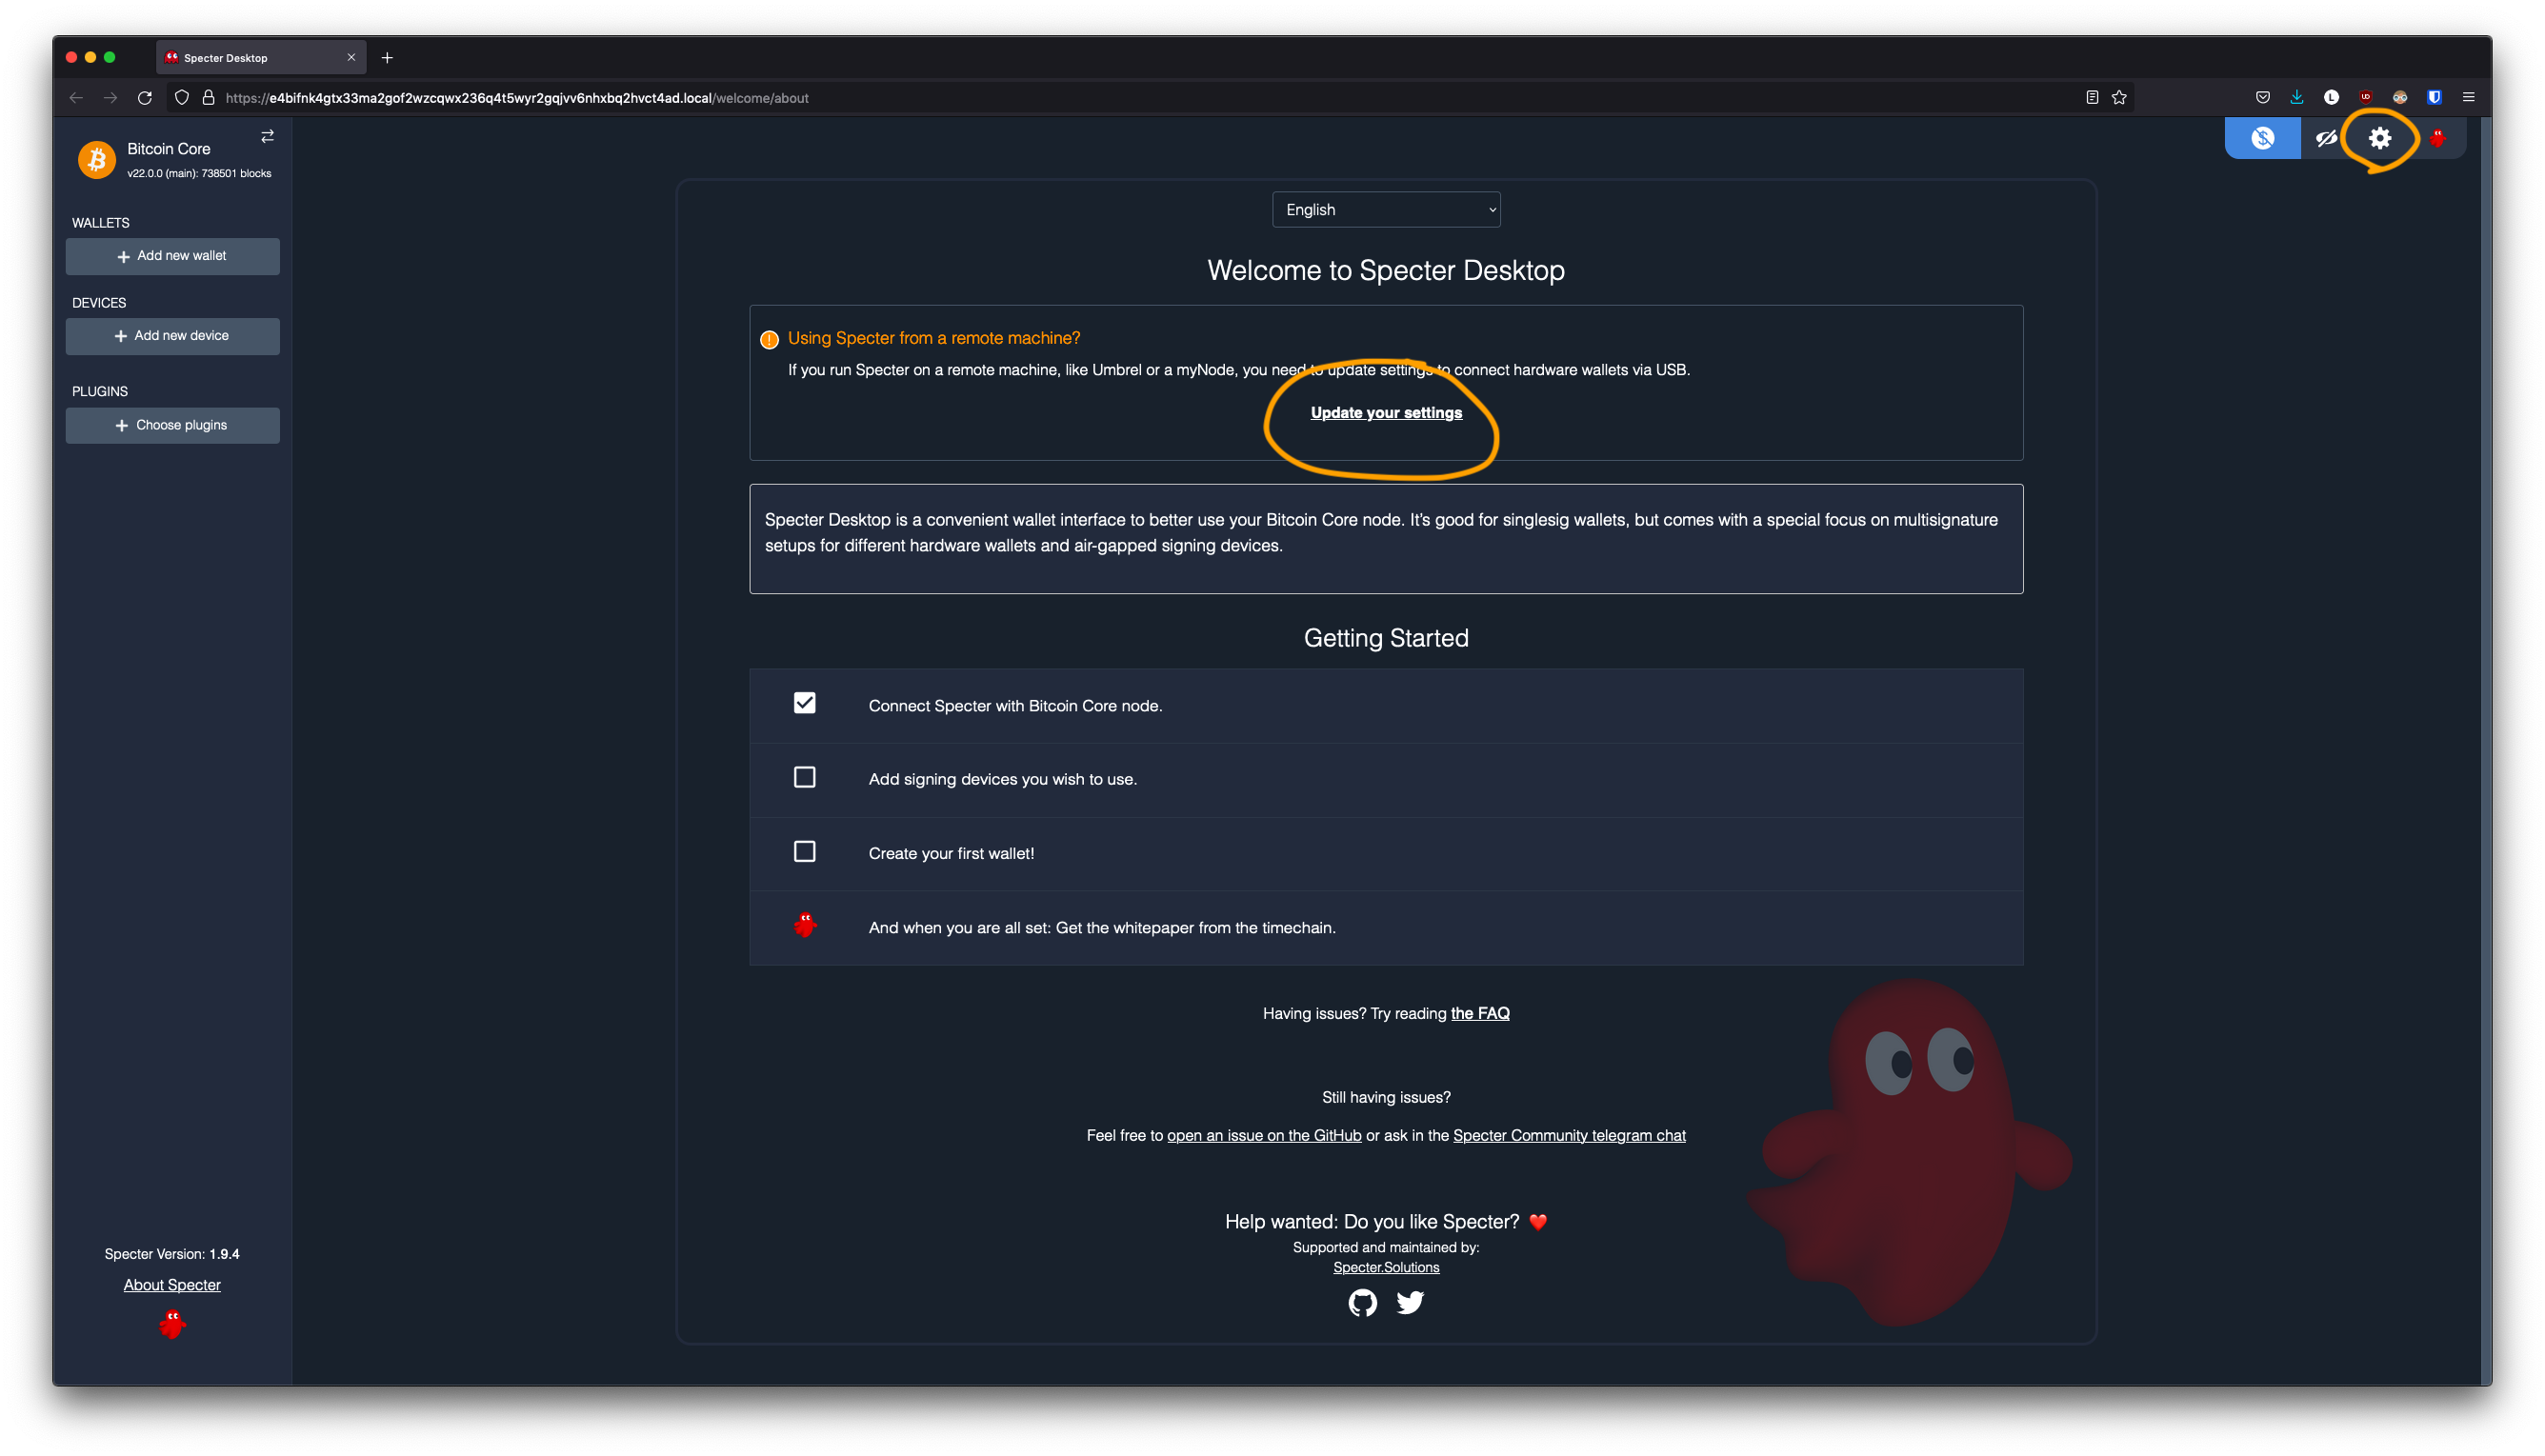 Specter Desktop
https://e4bifnk4gtx33ma2gof2wzcqwx236q4t5wyr2gqjvv6nhxbq2hvct4ad.local/welcome/about
Bitcoin Core
v22.0.0 (main): 738501 blocks
WALLETS
Add new wallet
DEVICES
Add new device
PLUGINS
Choose plugins
Specter Version: 1.9.4
About Specter
English
Welcome to Specter Desktop
Using Specter from a remote machine?
If you run Specter on a remote machine, like Umbrel or a myNode, you need to update settings to connect hardware wallets via USB.
Update your settings
Specter Desktop is a convenient wallet interface to better use your Bitcoin Core node. It's good for singlesig wallets, but comes with a special focus on multisignature
setups for different hardware wallets and air-gapped signing devices.
Getting Started
Connect Specter with Bitcoin Core node.
Add signing devices you wish to use.
Create your first wallet!
And when you are all set: Get the whitepaper from the timechain.
Having issues? Try reading the FAQ
Still having issues?
Feel free to open an issue on the GitHub or ask in the Specter Community telegram chat
Help wanted: Do you like Specter? ❤️
Supported and maintained by:
Specter.Solutions